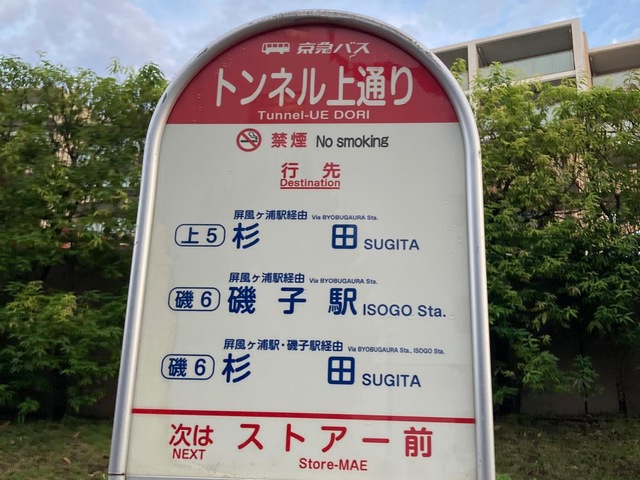 京急バス
トンネル上通り
Tunnel-UE DORI
禁煙 No smoking
行先
Destination
屏風ヶ浦駅経由 Via BYOBUGAURA Sta.
上5 杉田 SUGITA
屏風ヶ浦駅経由 Via BYOBUGAURA Sta.
磯6 磯子駅 ISOGO Sta.
屏風ヶ浦駅・磯子駅経由 Via BYOBUGAURA Sta., ISOGO Sta.
磯6 杉田 SUGITA
次は ストアー前
NEXT Store-MAE